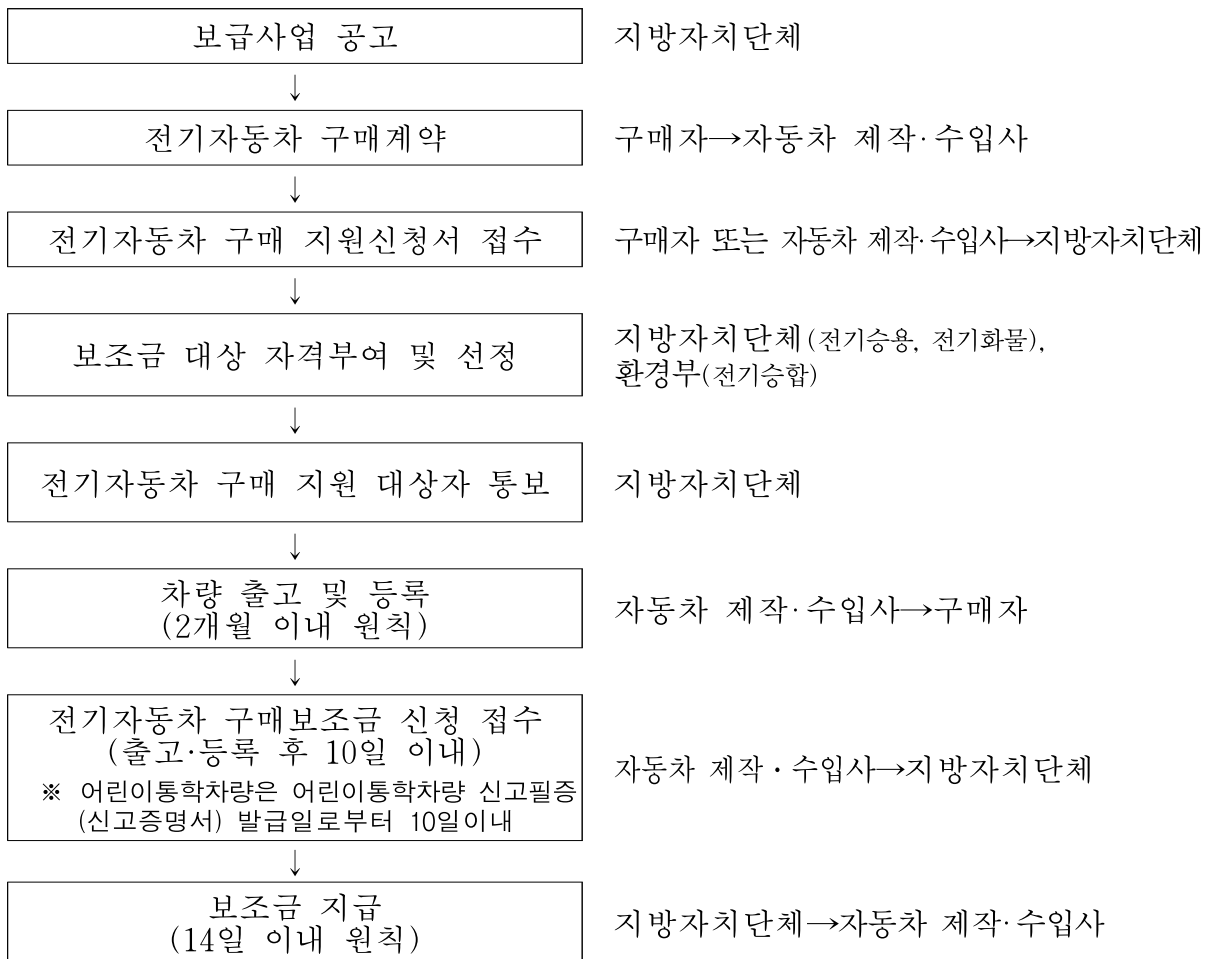 보급사업 공고
지방자치단체
↓
전기자동차 구매계약
구매자→자동차 제작·수입사
↓
전기자동차 구매 지원신청서 접수
구매자 또는 자동차 제작·수입사→지방자치단체
↓
보조금 대상 자격부여 및 선정
지방자치단체(전기승용, 전기화물),
환경부(전기승합)
↓
전기자동차 구매 지원 대상자 통보
지방자치단체
↓
차량 출고 및 등록
(2개월 이내 원칙)
자동차 제작·수입사→구매자
↓
전기자동차 구매보조금 신청 접수
(출고·등록 후 10일 이내)
※ 어린이통학차량은 어린이통학차량 신고필증
(신고증명서) 발급일로부터 10일이내
자동차 제작·수입사→지방자치단체
↓
보조금 지급
(14일 이내 원칙)
지방자치단체→자동차 제작·수입사